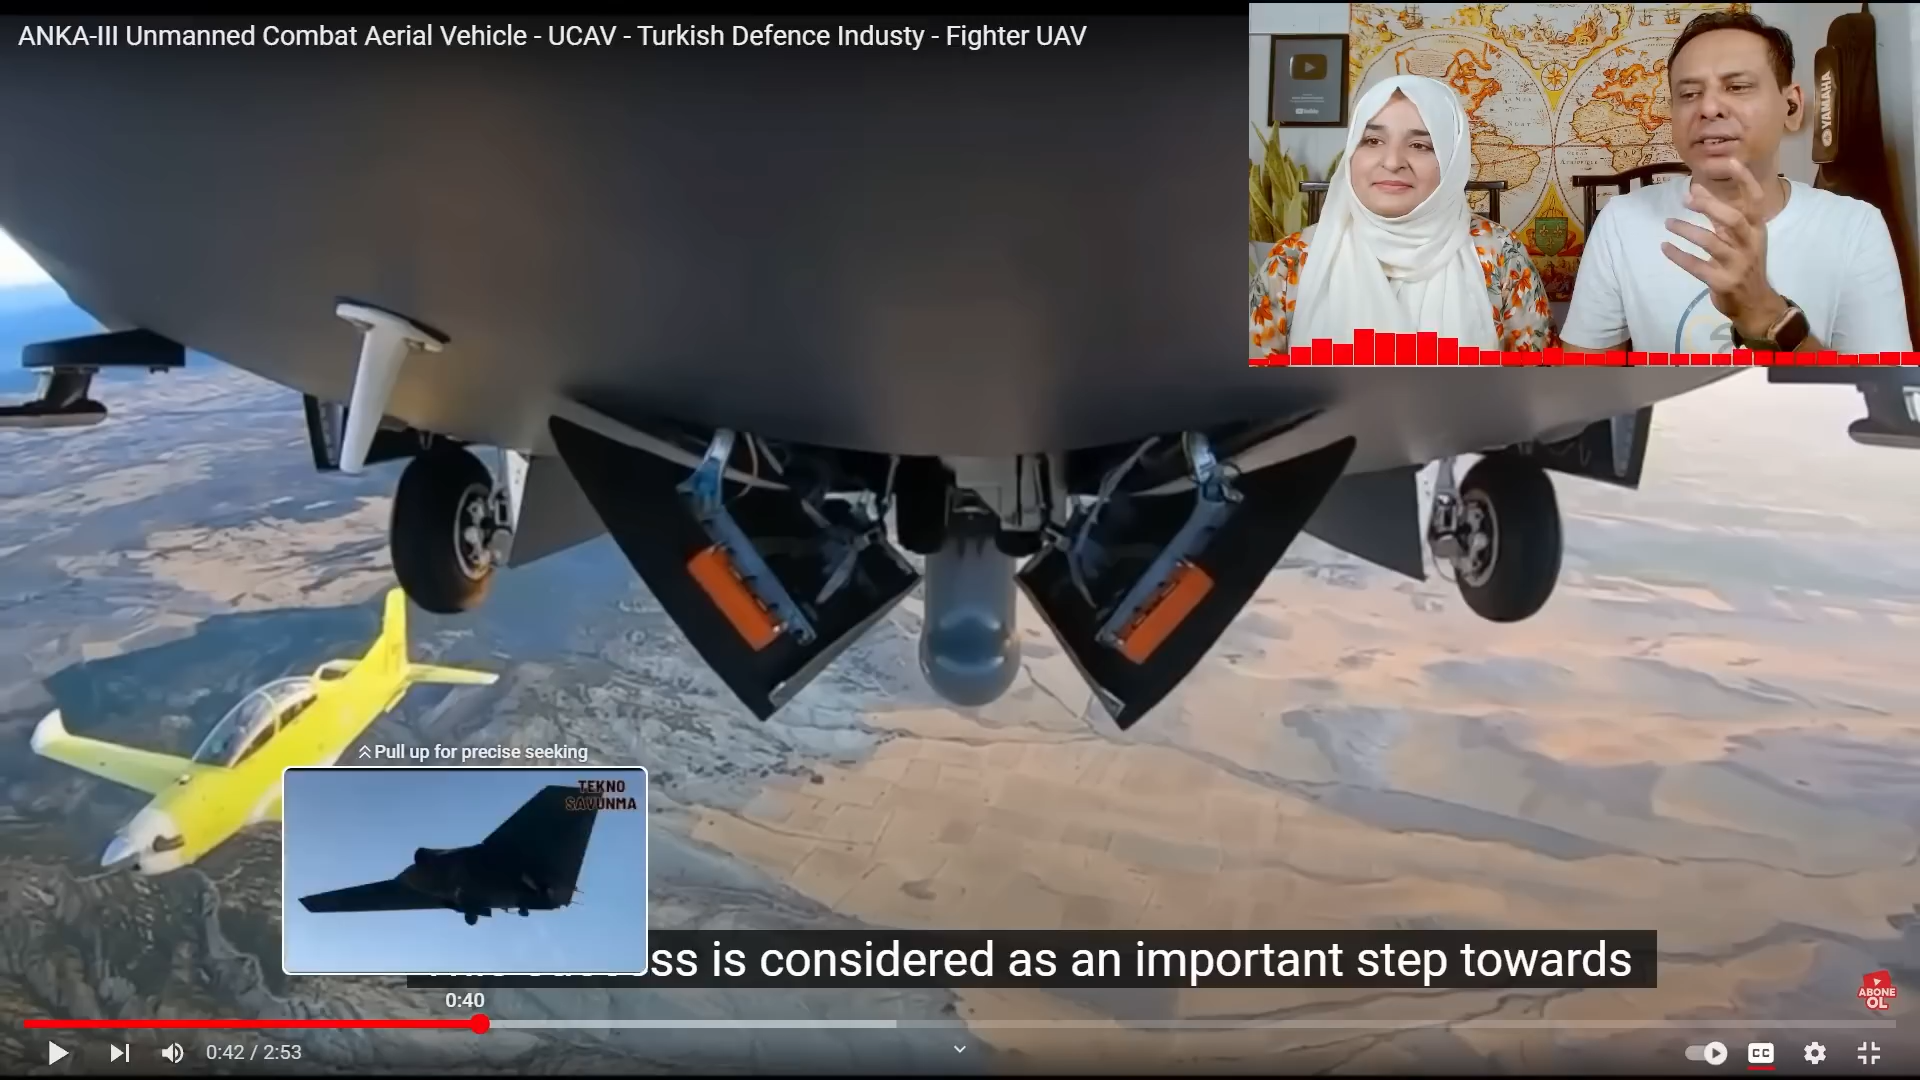 ANKA-III Unmanned Combat Aerial Vehicle - UCAV - Turkish Defence Industy - Fighter UAV
YAMAHA
Pull up for precise seeking
TEKNO
SAVUNMA
is considered as an important step towards
0:40
ABONE
OL
0:42 / 2:53
CC